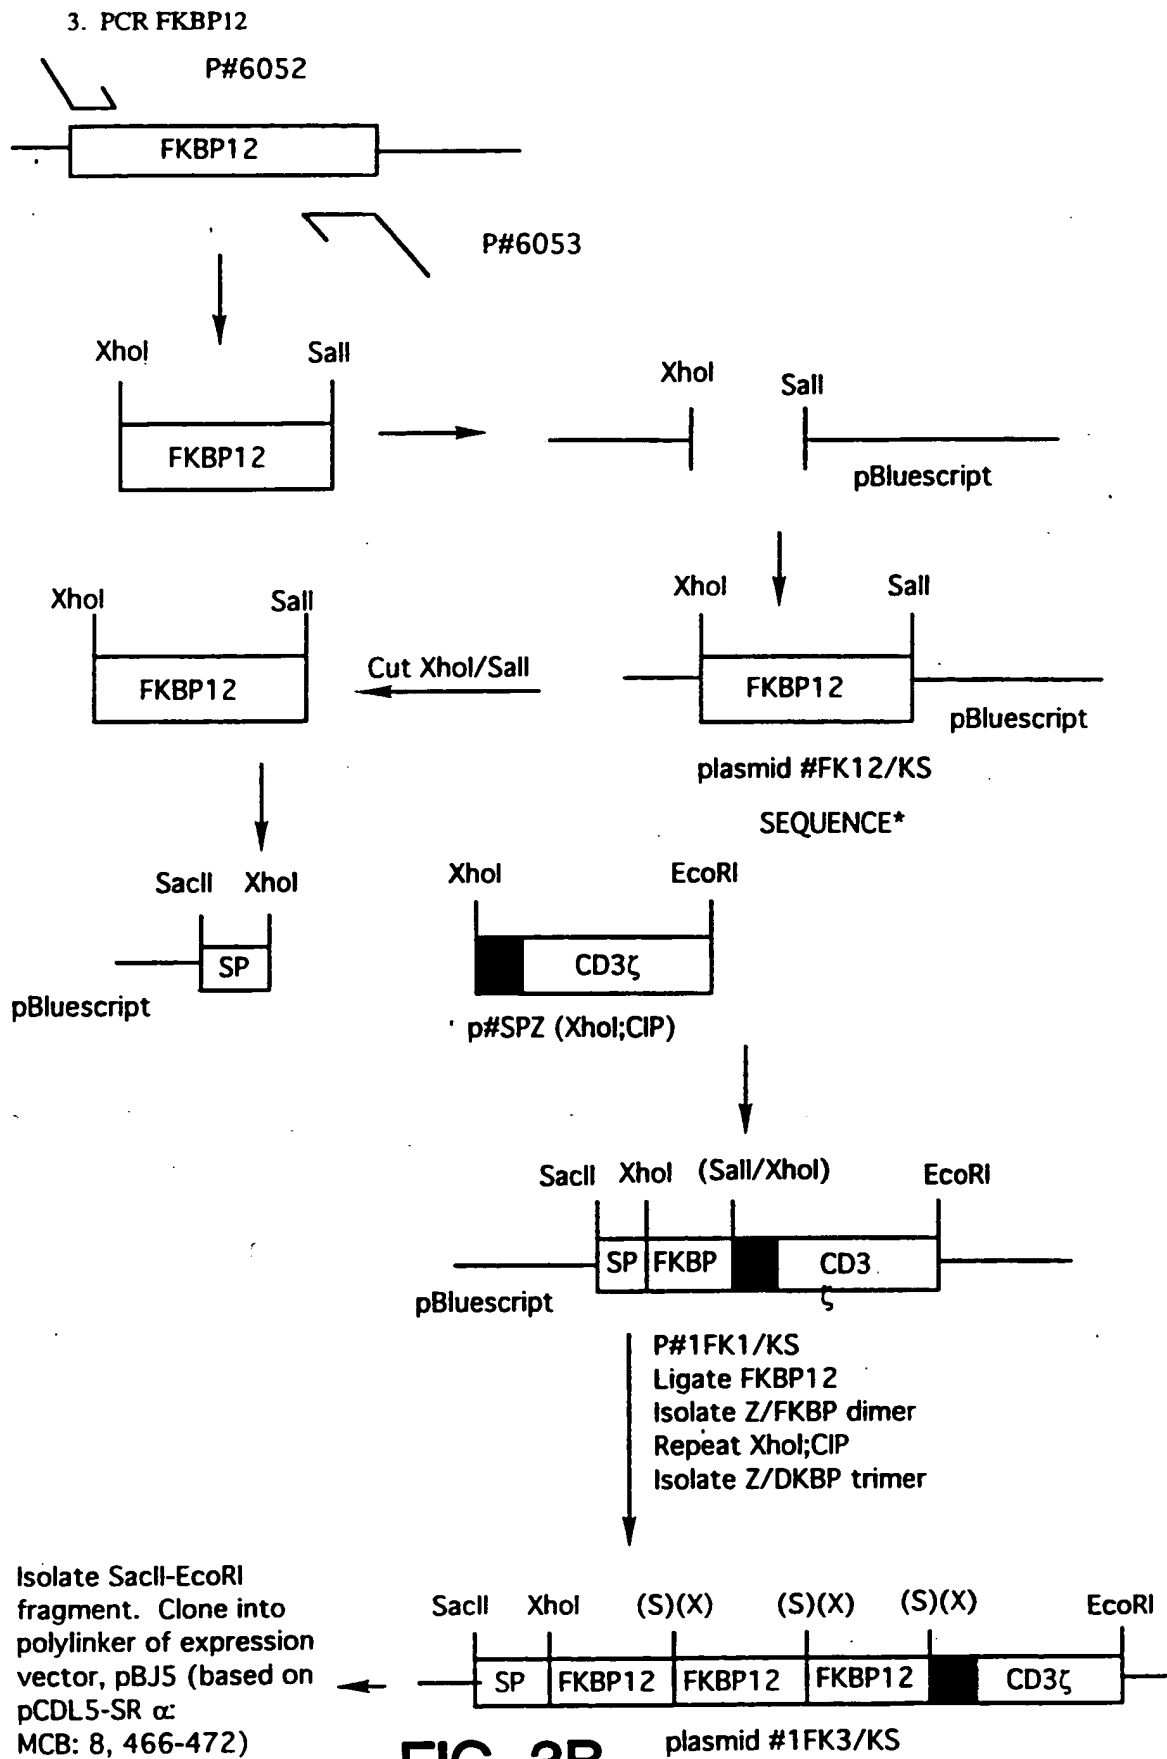 3. PCR FKBP12
P#6052
FKBP12
P#6053
XhoI SalI
FKBP12
XhoI SalI
pBluescript
XhoI SalI
FKBP12
Cut XhoI/SalI
XhoI SalI
FKBP12
pBluescript
plasmid #FK12/KS
SEQUENCE*
SacII XhoI
SP
pBluescript
XhoI EcoRI
CD3ζ
p#SPZ (XhoI;CIP)
SacII XhoI (SalI/XhoI) EcoRI
SP FKBP CD3
ζ
pBluescript
P#1FK1/KS
Ligate FKBP12
Isolate Z/FKBP dimer
Repeat XhoI;CIP
Isolate Z/DKBP trimer
Isolate SacII-EcoRI
fragment. Clone into
polylinker of expression
vector, pBJ5 (based on
pCDL5-SR α:
MCB: 8, 466-472)
SacII XhoI (S)(X) (S)(X) (S)(X) EcoRI
SP FKBP12 FKBP12 FKBP12 CD3ζ
plasmid #1FK3/KS